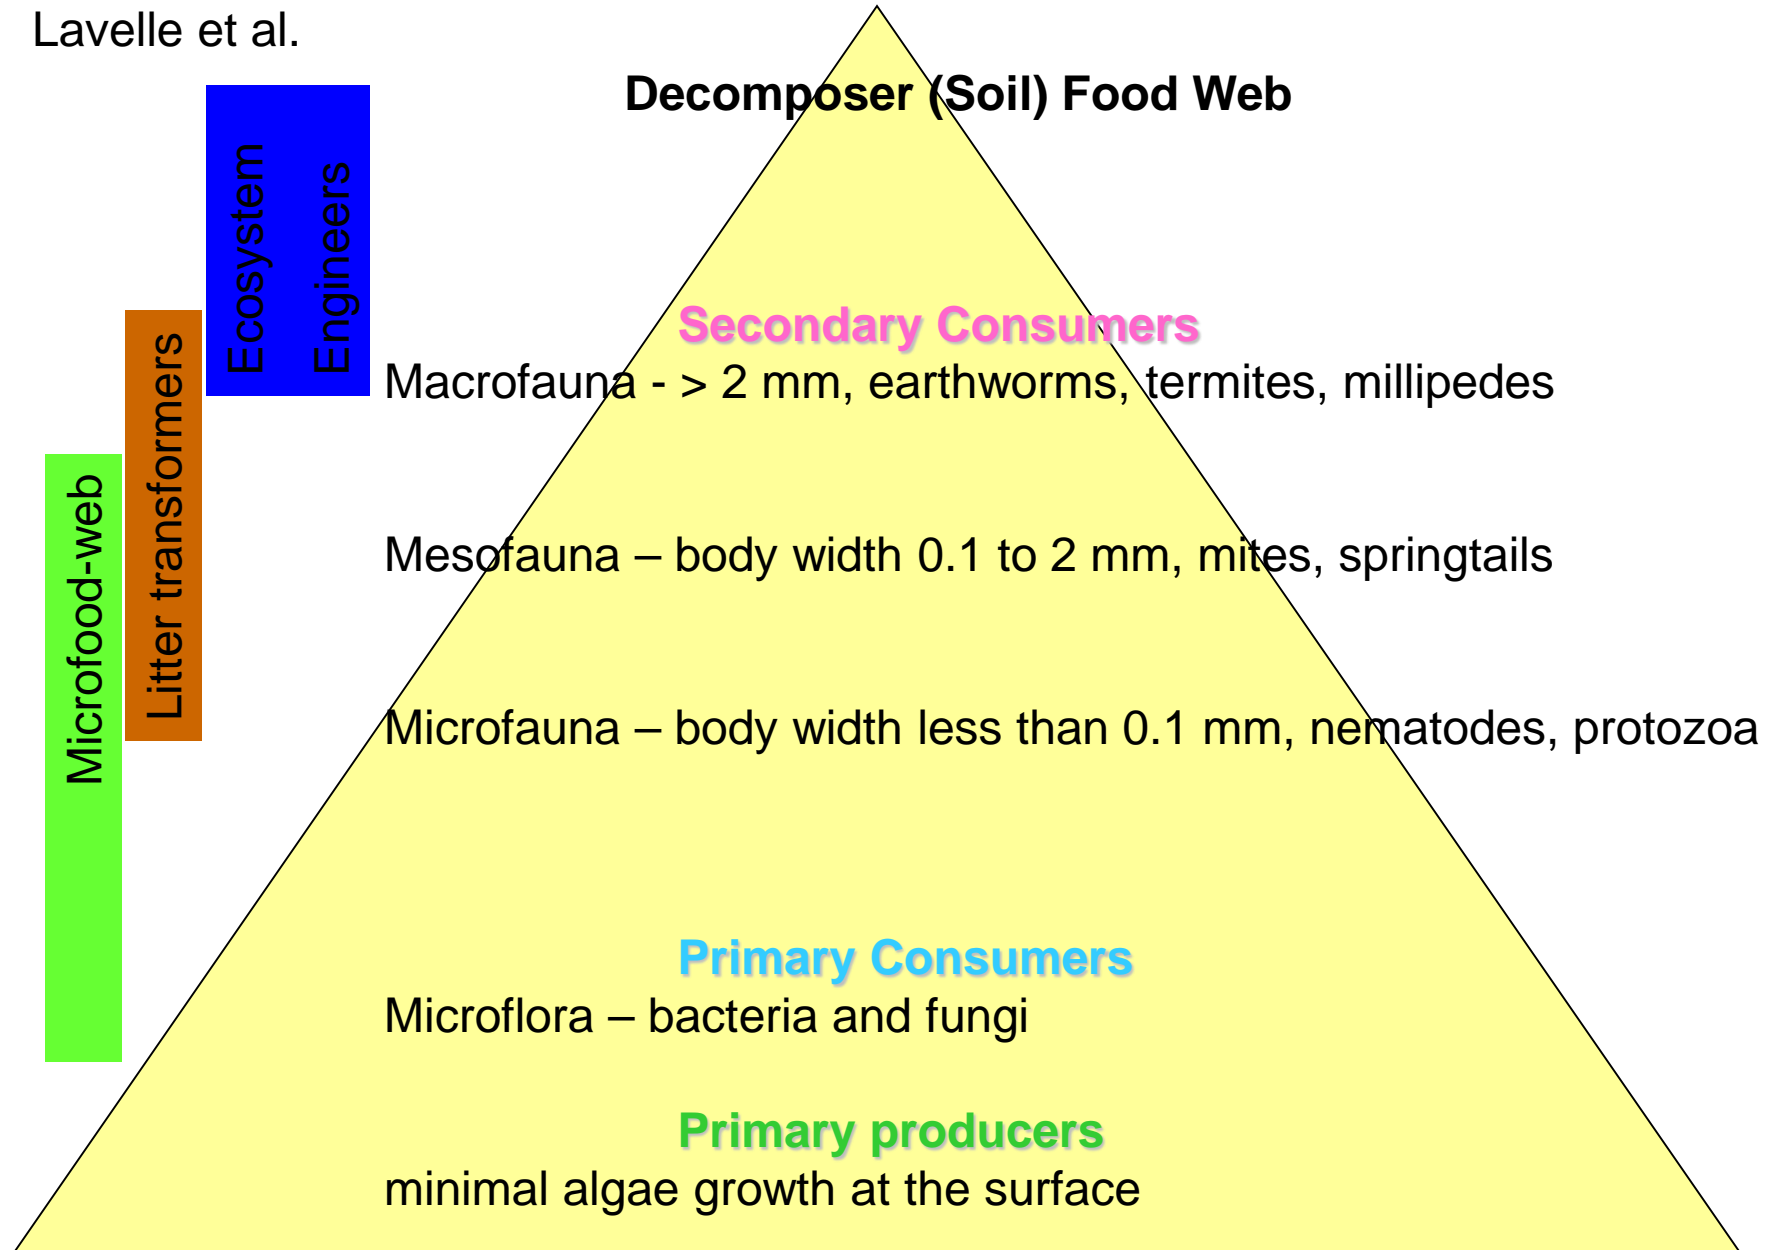 Lavelle et al.
Decomposer (Soil) Food Web
Ecosystem
Engineers
Litter transformers
Microfood-web
Secondary Consumers
Macrofauna - > 2 mm, earthworms, termites, millipedes
Mesofauna – body width 0.1 to 2 mm, mites, springtails
Microfauna – body width less than 0.1 mm, nematodes, protozoa
Primary Consumers
Microflora – bacteria and fungi
Primary producers
minimal algae growth at the surface